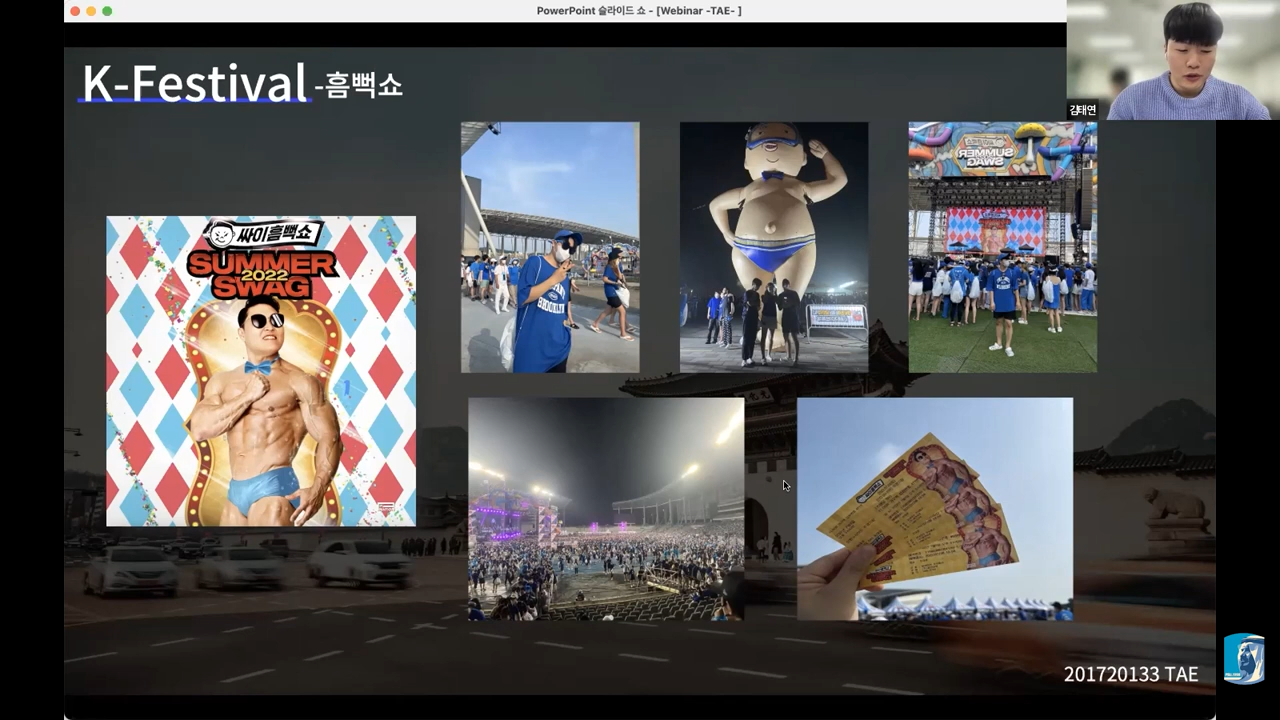 PowerPoint 슬라이드 쇼 - [Webinar -TAE- ]
K-Festival -흠뻑쇼
김태연
싸이흠뻑쇼
SUMMER
2022
SWAG
BROOKLYN
SUMMER
SWAG
201720133 TAE